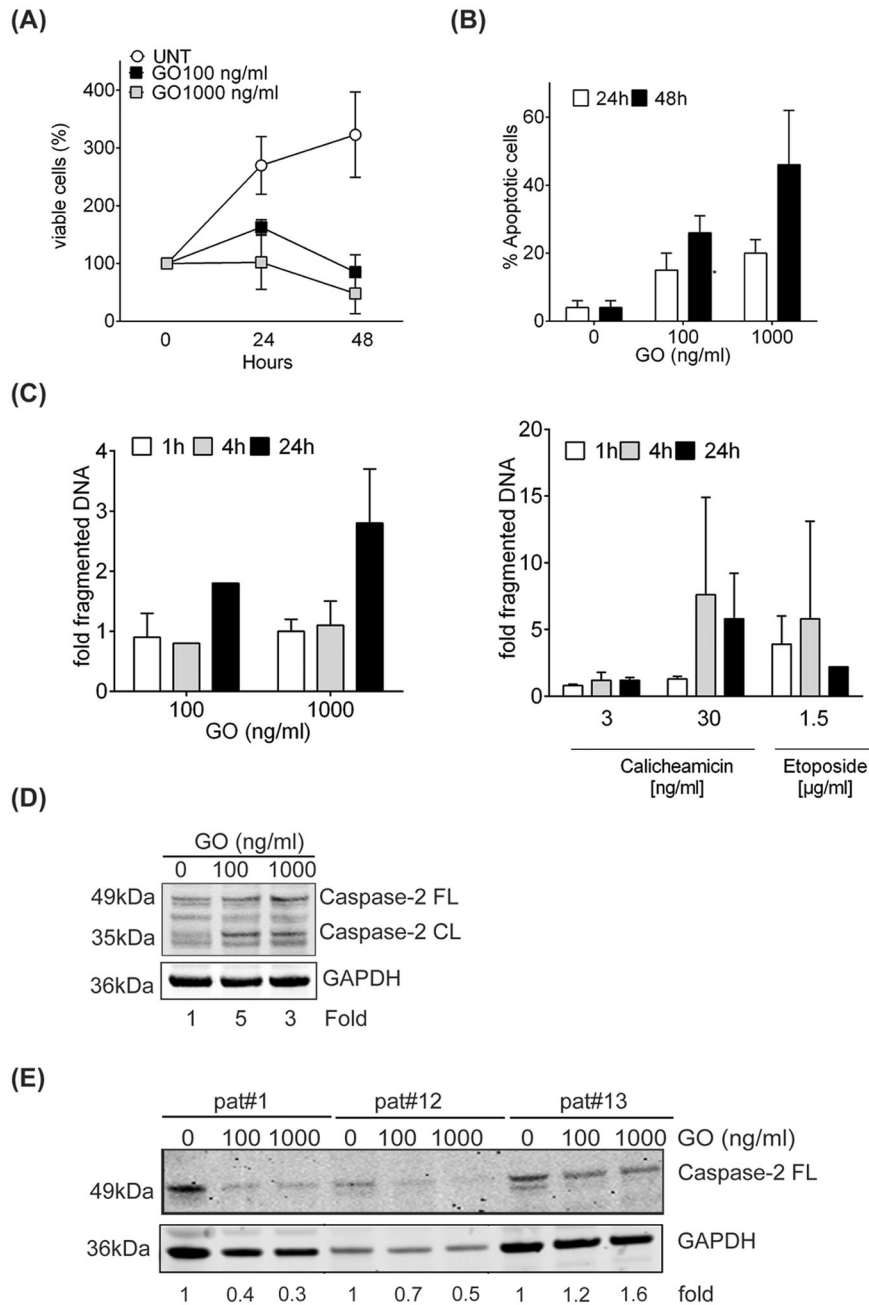 (A)
UNT
GO100 ng/ml
GO1000 ng/ml
viable cells (%)
400
300
200
100
0
0 24 48
Hours
(B)
24h 48h
% Apoptotic cells
60
40
20
0
*
0 100 1000
GO (ng/ml)
(C)
1h 4h 24h
fold fragmented DNA
4
3
2
1
0
100 1000
GO (ng/ml)
1h 4h 24h
fold fragmented DNA
20
15
10
5
0
3 30 1.5
Calicheamicin Etoposide
[ng/ml] [µg/ml]
(D)
GO (ng/ml)
0 100 1000
49kDa Caspase-2 FL
35kDa Caspase-2 CL
36kDa GAPDH
1 5 3 Fold
(E)
pat#1 pat#12 pat#13
0 100 1000 0 100 1000 0 100 1000 GO (ng/ml)
Caspase-2 FL
49kDa
36kDa GAPDH
1 0.4 0.3 1 0.7 0.5 1 1.2 1.6 fold